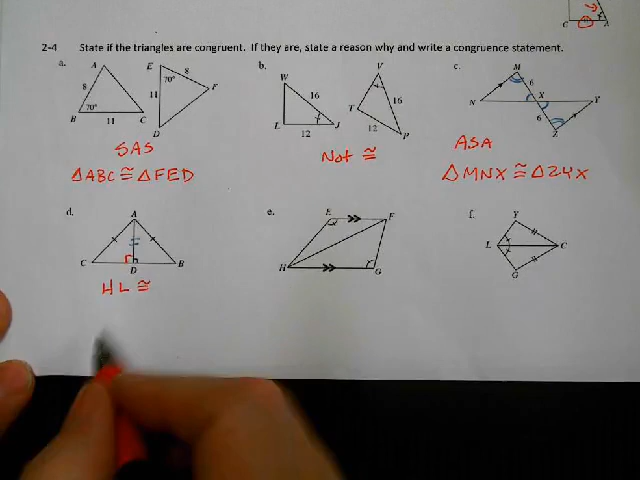 C A
2-4 State if the triangles are congruent. If they are, state a reason why and write a congruence statement.
a. A 8 70° B 11 C E 8 70° 11 F D
b. W 16 L 12 J V T 16 12 P
c. M 6 N X Y 6 Z
SAS
△ABC ≅ △FED
Not ≅
ASA
△MNX ≅ △ZYX
d. A C D B
e. E F H G
f. Y L C G
HL ≅